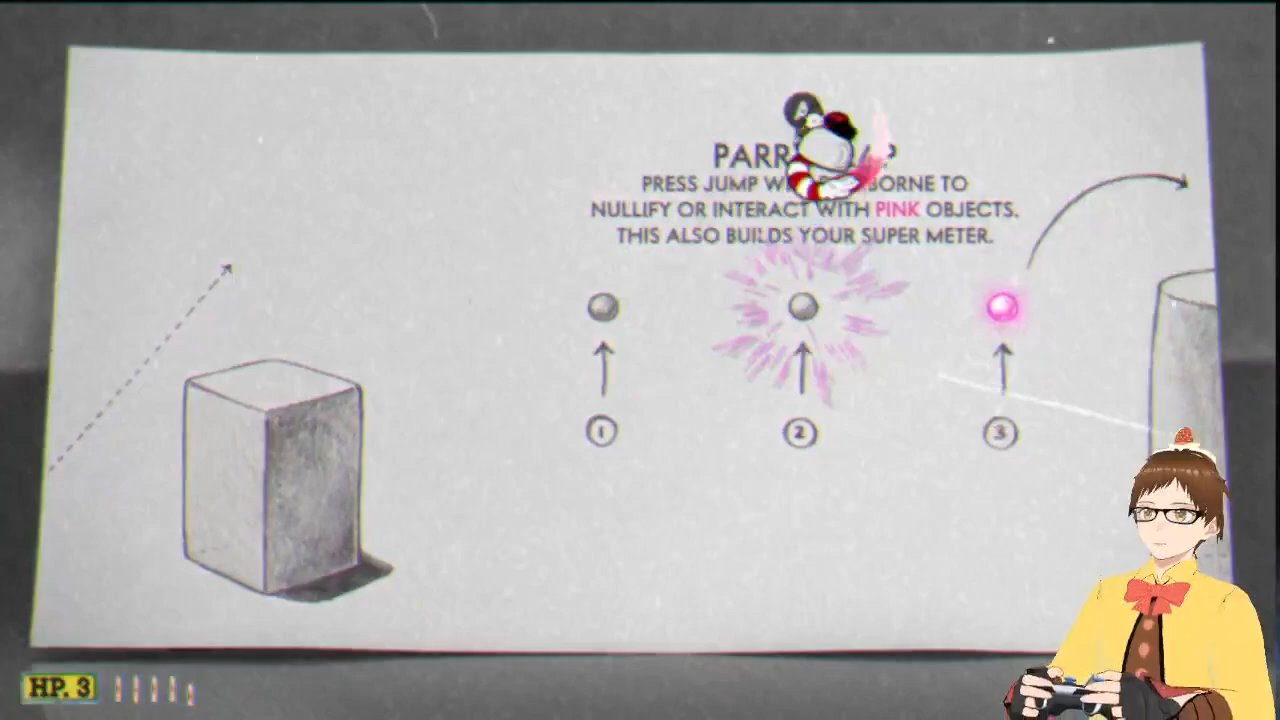 A
PARR
PRESS JUMP TO
NULLIFY OR INTERACT WITH PINK OBJECTS.
THIS ALSO BUILDS YOUR SUPER METER.
1 2 3
HP. 3